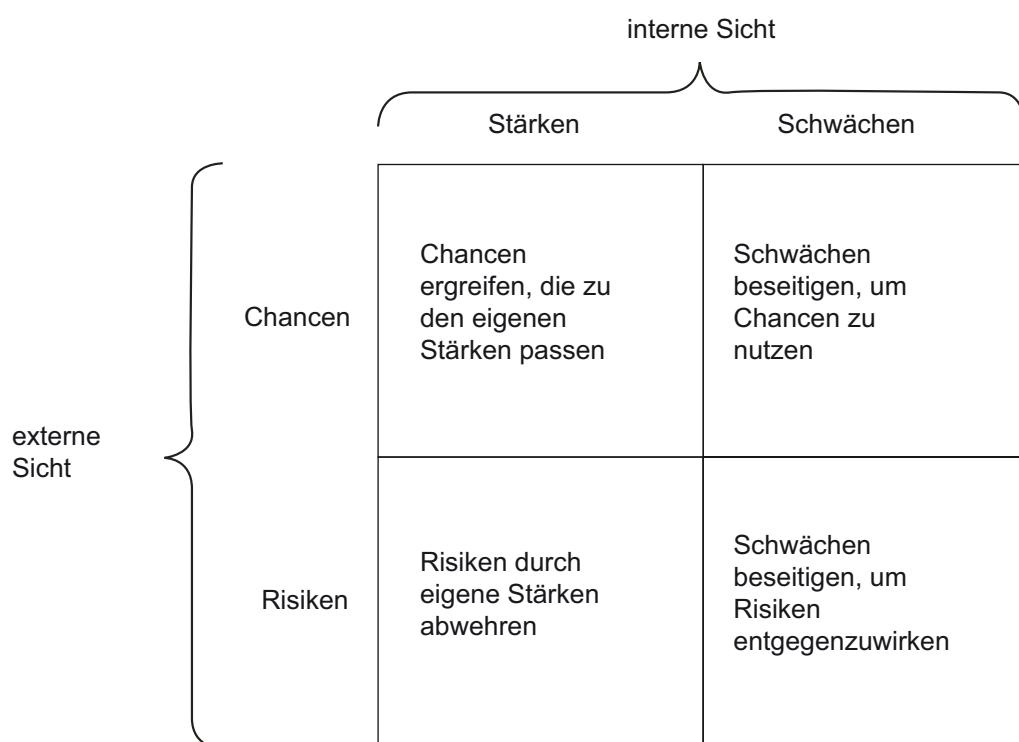 interne Sicht
Stärken
Schwächen
Chancen
Chancen
ergreifen, die zu
den eigenen
Stärken passen
Schwächen
beseitigen, um
Chancen zu
nutzen
externe
Sicht
Risiken
Risiken durch
eigene Stärken
abwehren
Schwächen
beseitigen, um
Risiken
entgegenzuwirken